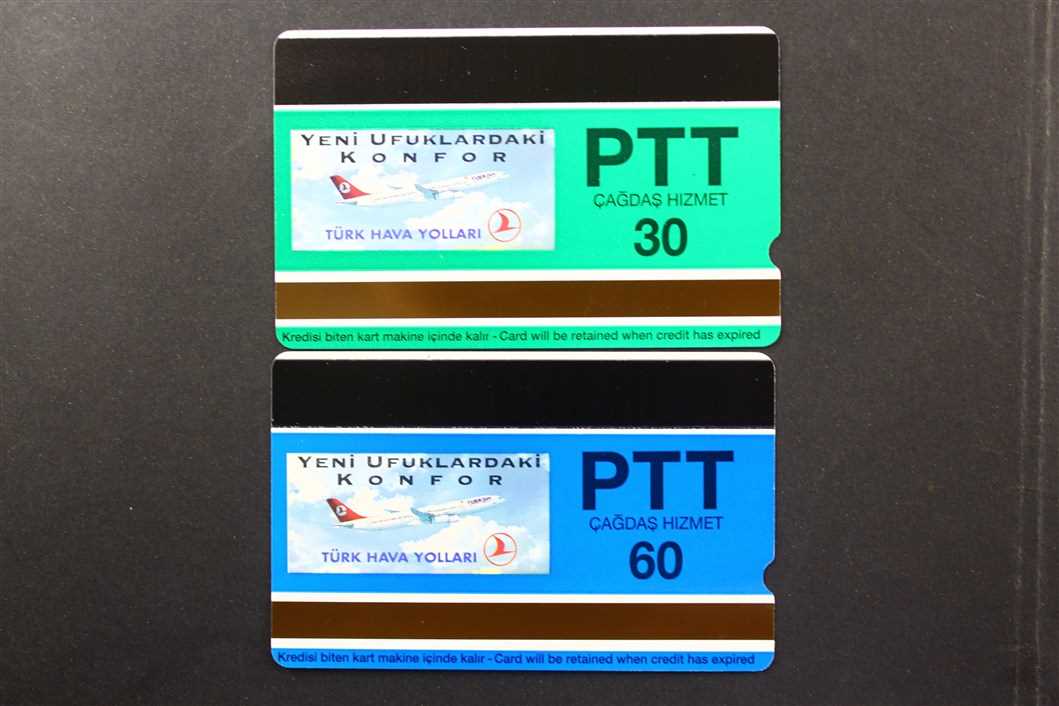 YENİ UFUKLARDAKİ
KONFOR
TURKISH
TÜRK HAVA YOLLARI
PTT
ÇAĞDAŞ HIZMET
30
Kredisi biten kart makine içinde kalır - Card will be retained when credit has expired
YENİ UFUKLARDAKİ
KONFOR
TURKISH
TÜRK HAVA YOLLARI
PTT
ÇAĞDAŞ HIZMET
60
Kredisi biten kart makine içinde kalır - Card will be retained when credit has expired